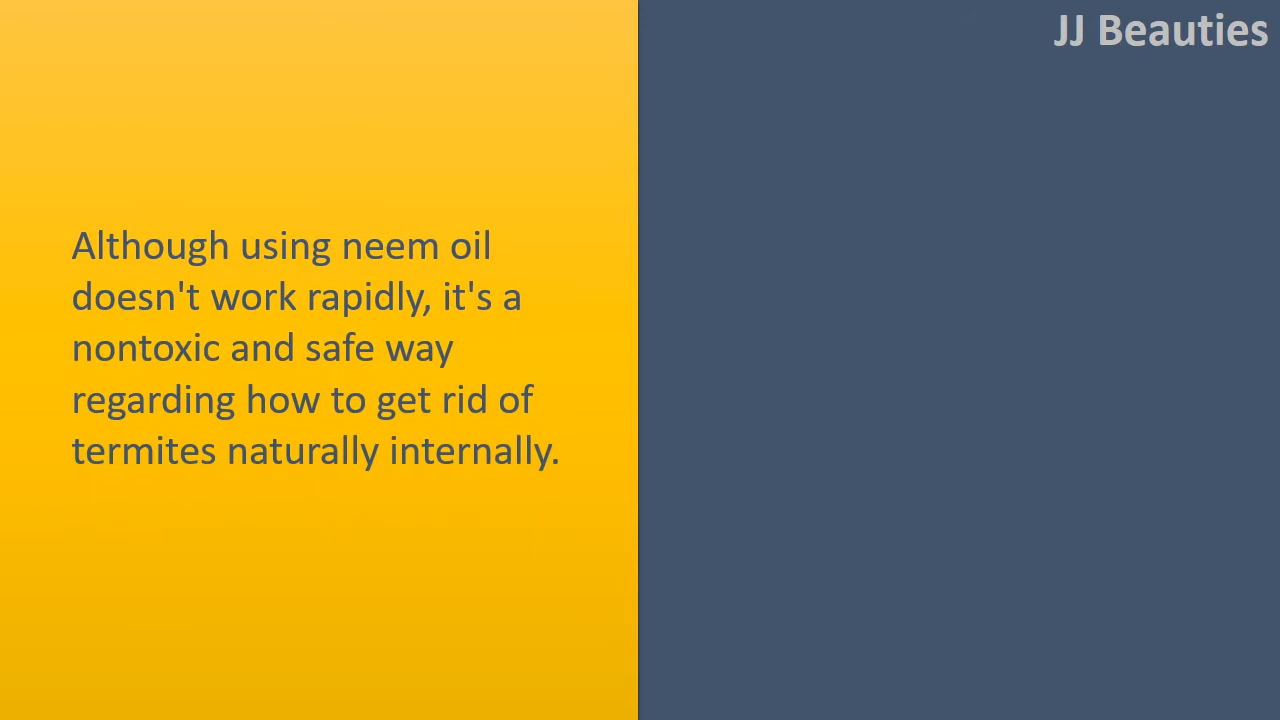 JJ Beauties
Although using neem oil
doesn't work rapidly, it's a
nontoxic and safe way
regarding how to get rid of
termites naturally internally.